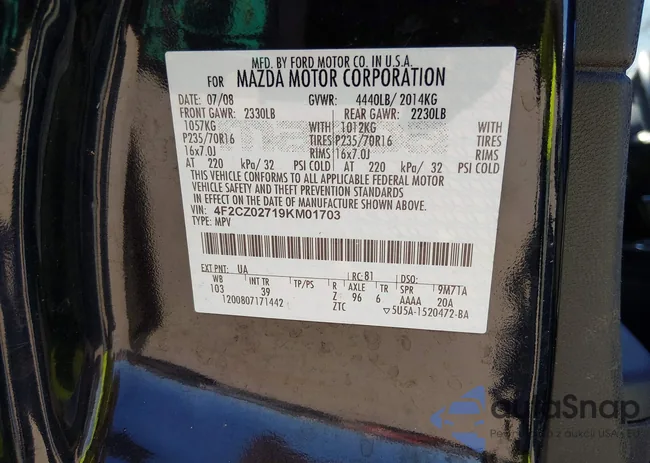 MFD. BY FORD MOTOR CO. IN U.S.A.
FOR MAZDA MOTOR CORPORATION
DATE: 07/08 GVWR: 4440LB/ 2014KG
FRONT GAWR: 2330LB REAR GAWR: 2230LB
1057KG WITH 1012KG WITH
P235/70R16 TIRES P235/70R16 TIRES
16x7.0J RIMS 16x7.0J RIMS
AT 220 kPa/ 32 PSI COLD AT 220 kPa/ 32 PSI COLD
THIS VEHICLE CONFORMS TO ALL APPLICABLE FEDERAL MOTOR
VEHICLE SAFETY AND THEFT PREVENTION STANDARDS
IN EFFECT ON THE DATE OF MANUFACTURE SHOWN ABOVE.
VIN: 4F2CZ02719KM01703
TYPE: MPV
EXT PNT: UA RC: B1 DSO:
WB INT TR TP/PS R AXLE TR SPR 9M71A
103 39 Z 96 6 AAAA 20A
1200807171442 ZTC ▽5U5A-1520472-BA
autoSnap